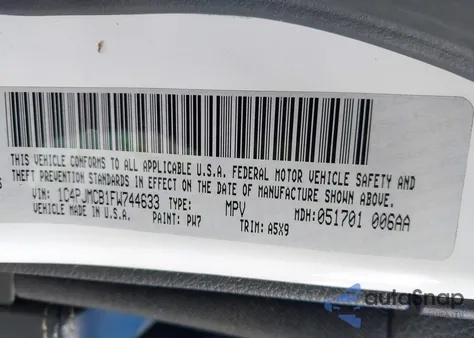 THIS VEHICLE CONFORMS TO ALL APPLICABLE U.S.A. FEDERAL MOTOR VEHICLE SAFETY AND
THEFT PREVENTION STANDARDS IN EFFECT ON THE DATE OF MANUFACTURE SHOWN ABOVE.
VIN: 1C4PJMCB1FW744633 TYPE: MPV MDH:051701 006AA
VEHICLE MADE IN U.S.A. PAINT: PW7 TRIM: A5X9
autoSnap